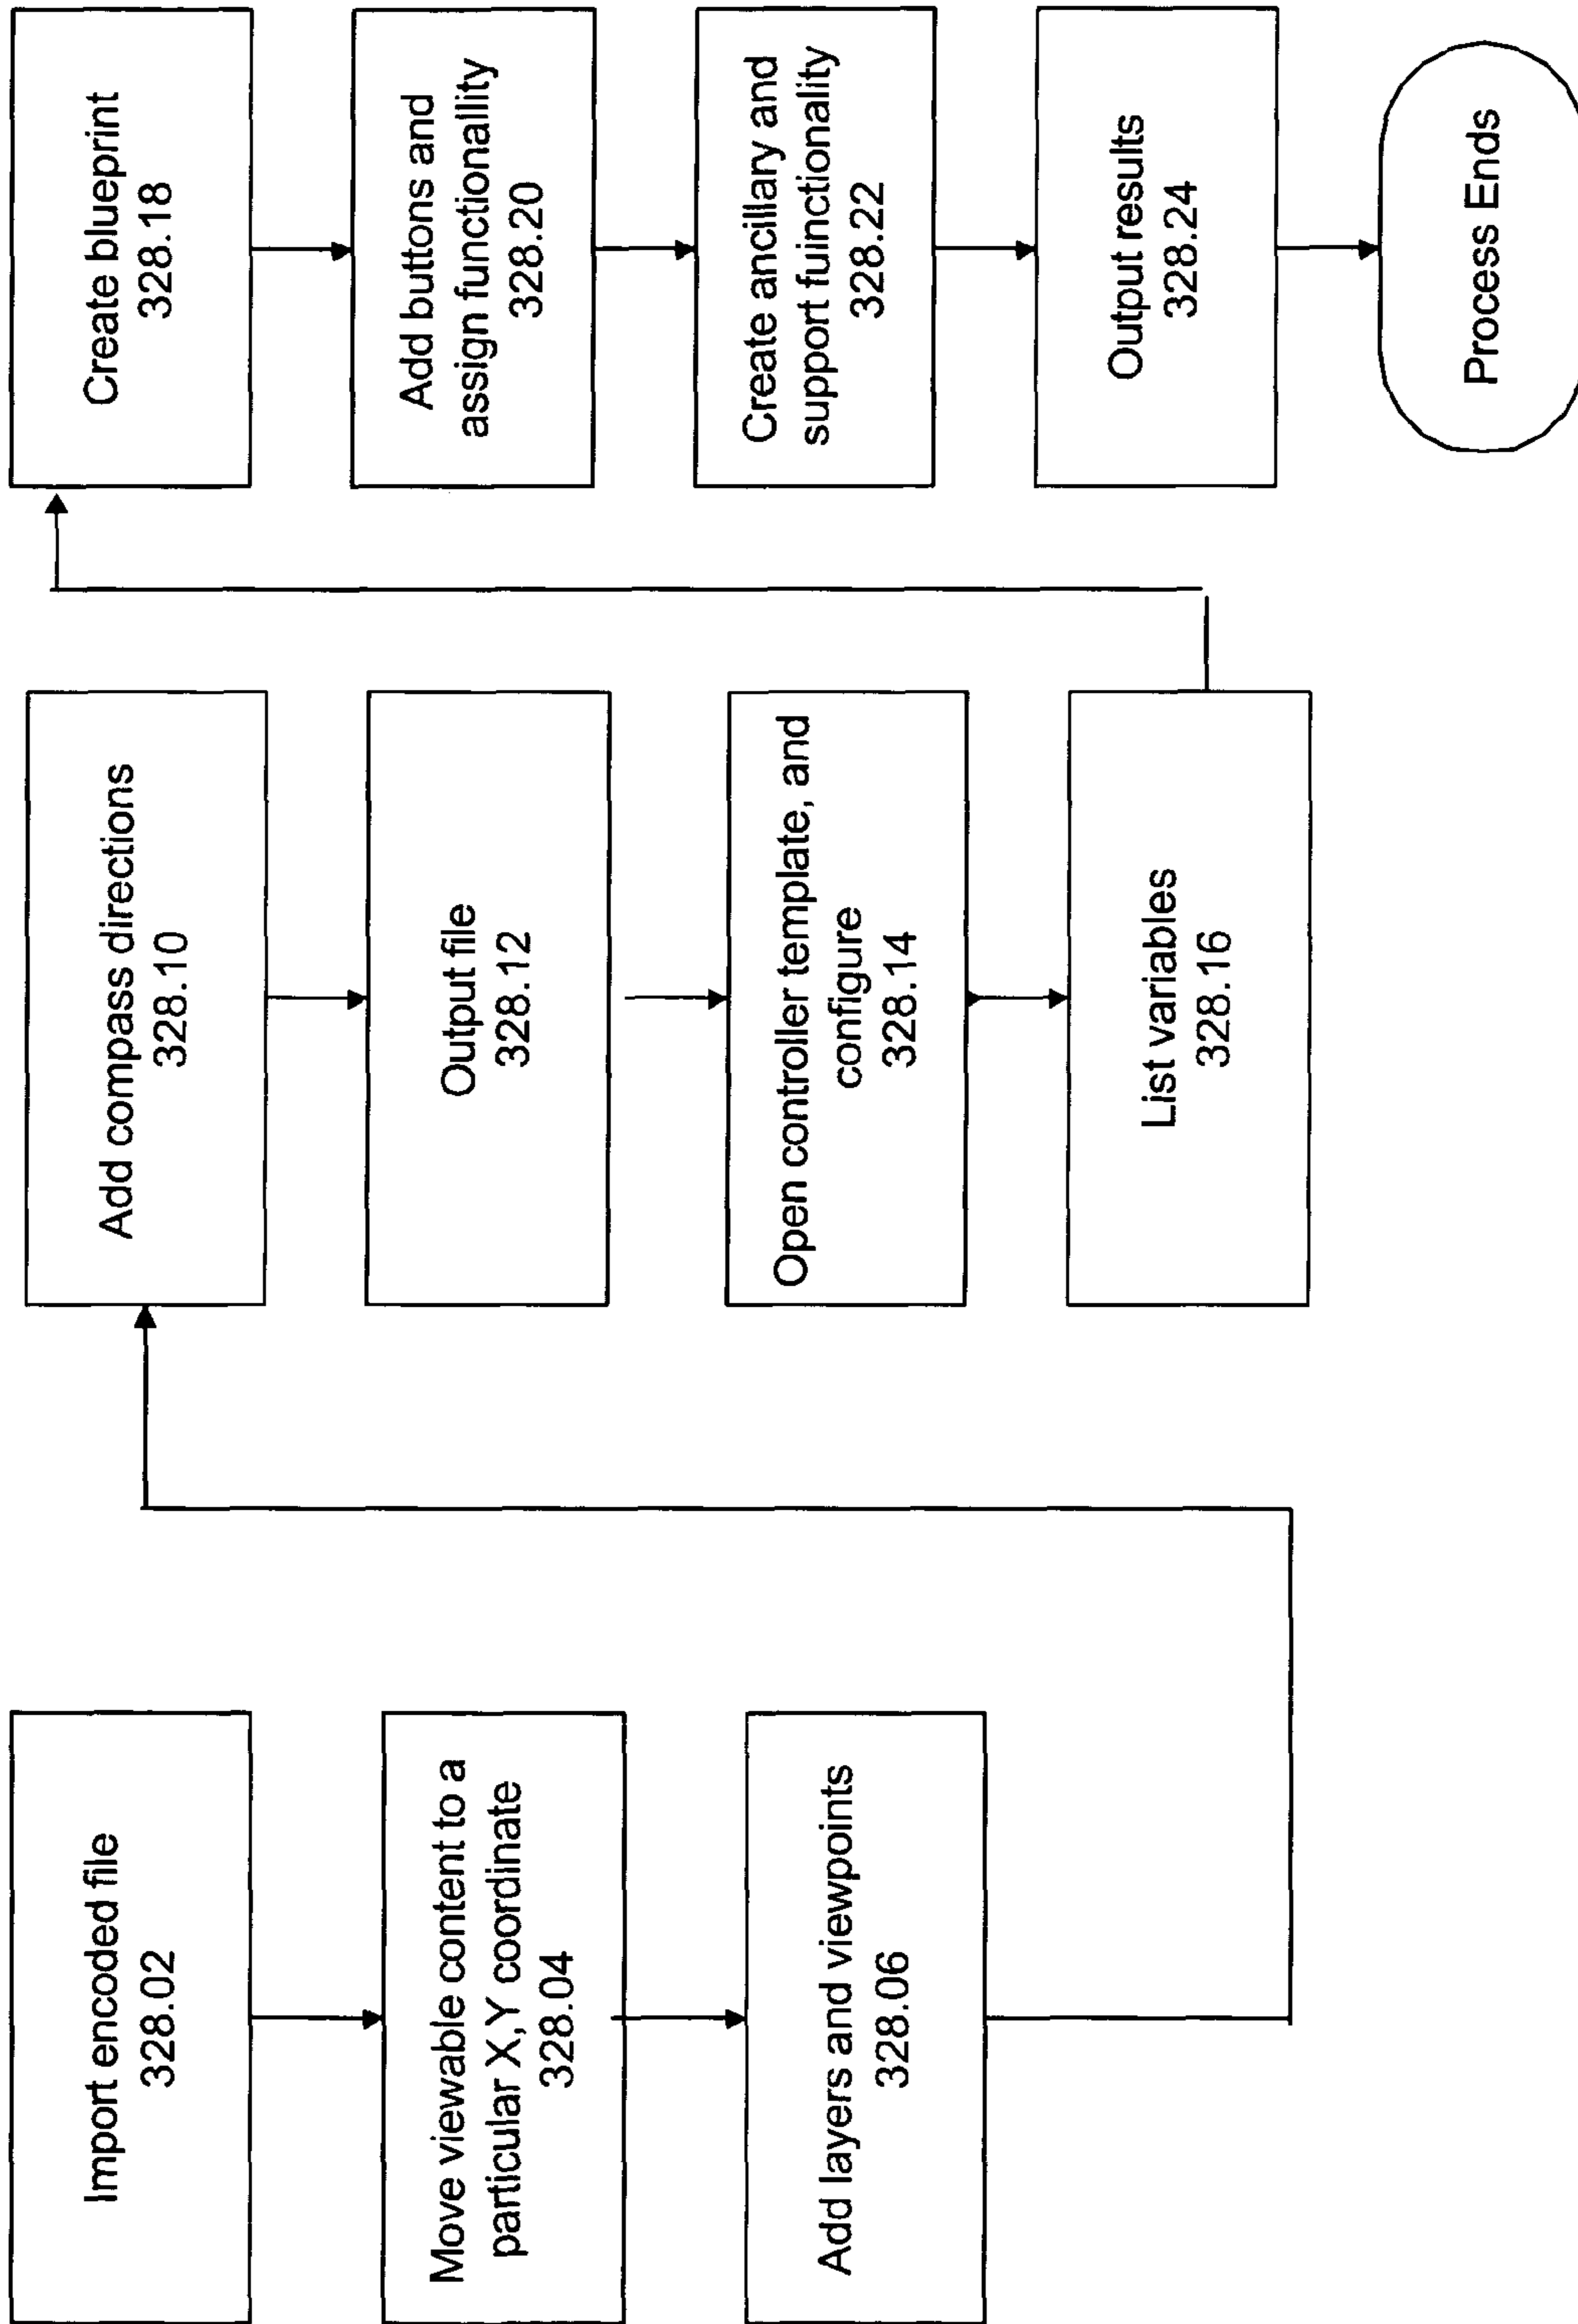 Import encoded file
328.02
Move viewable content to a
particular X,Y coordinate
328.04
Add layers and viewpoints
328.06
Add compass directions
328.10
Output file
328.12
Open controller template, and
configure
328.14
List variables
328.16
Create blueprint
328.18
Add buttons and
assign functionallity
328.20
Create ancillary and
support fuinctionality
328.22
Output results
328.24
Process Ends